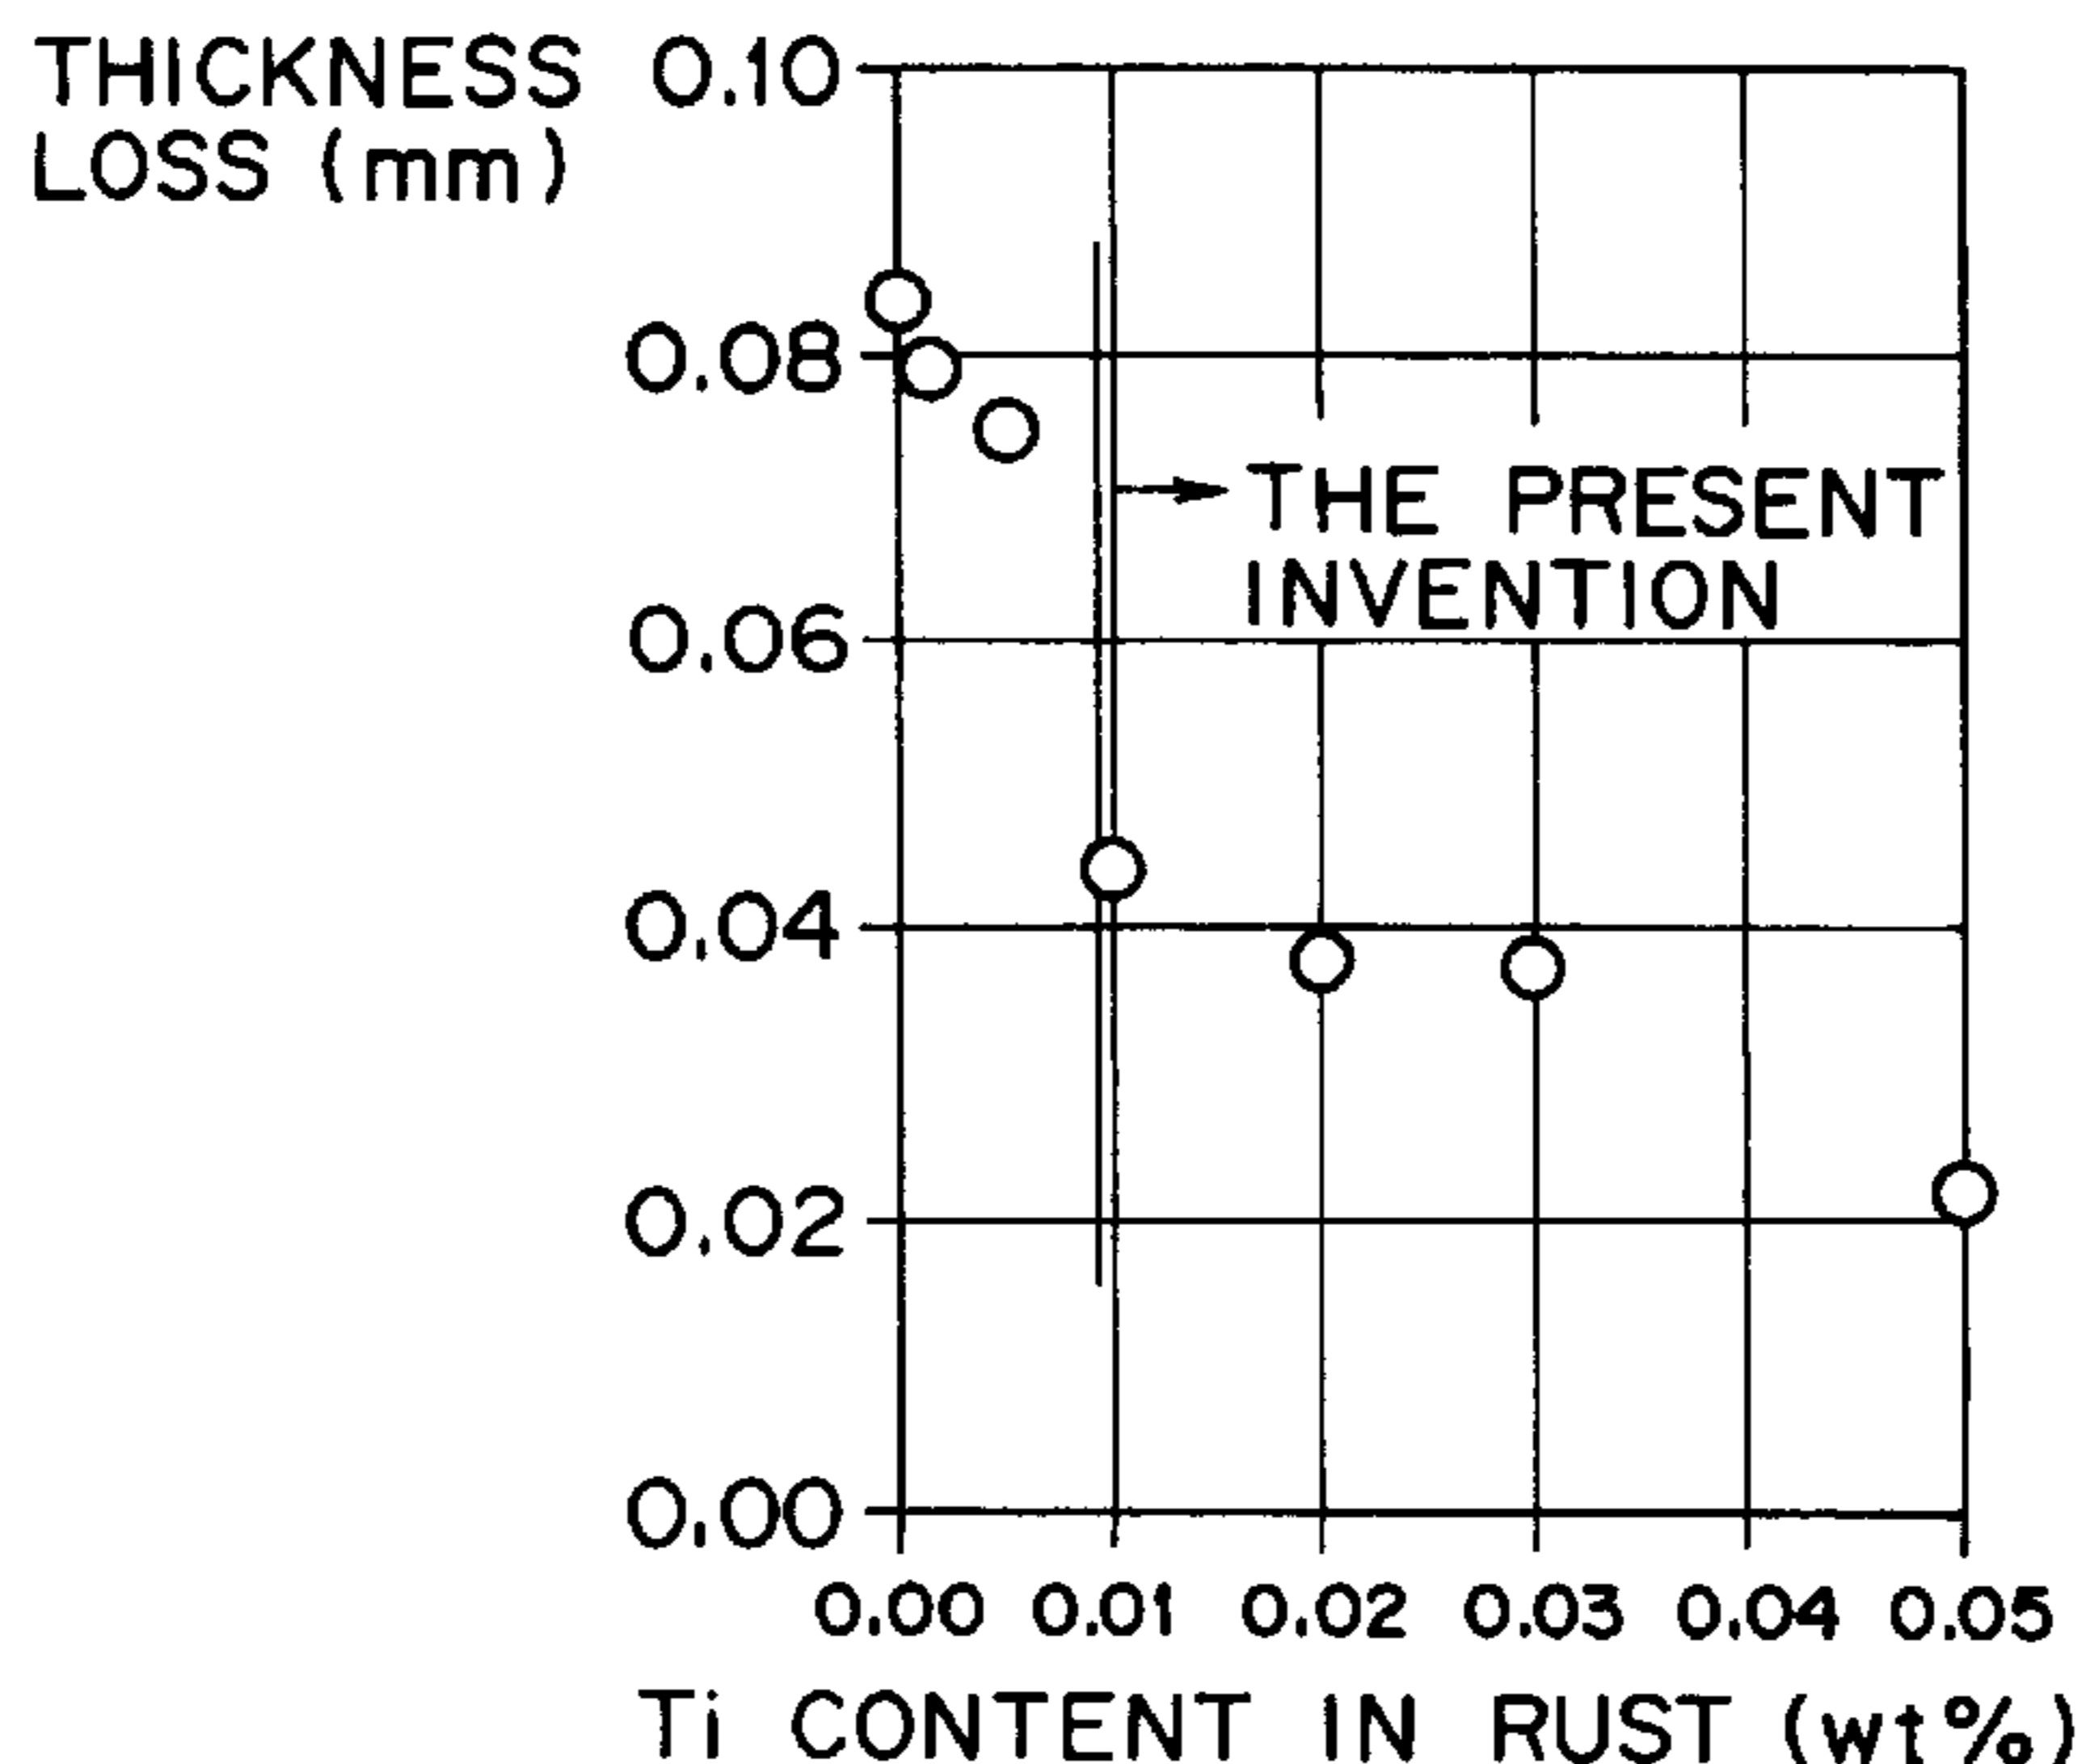 THICKNESS 0.10
LOSS (mm)
0.08
THE PRESENT
INVENTION
0.06
0.04
0.02
0.00
0.00 0.01 0.02 0.03 0.04 0.05
Ti CONTENT IN RUST (wt%)